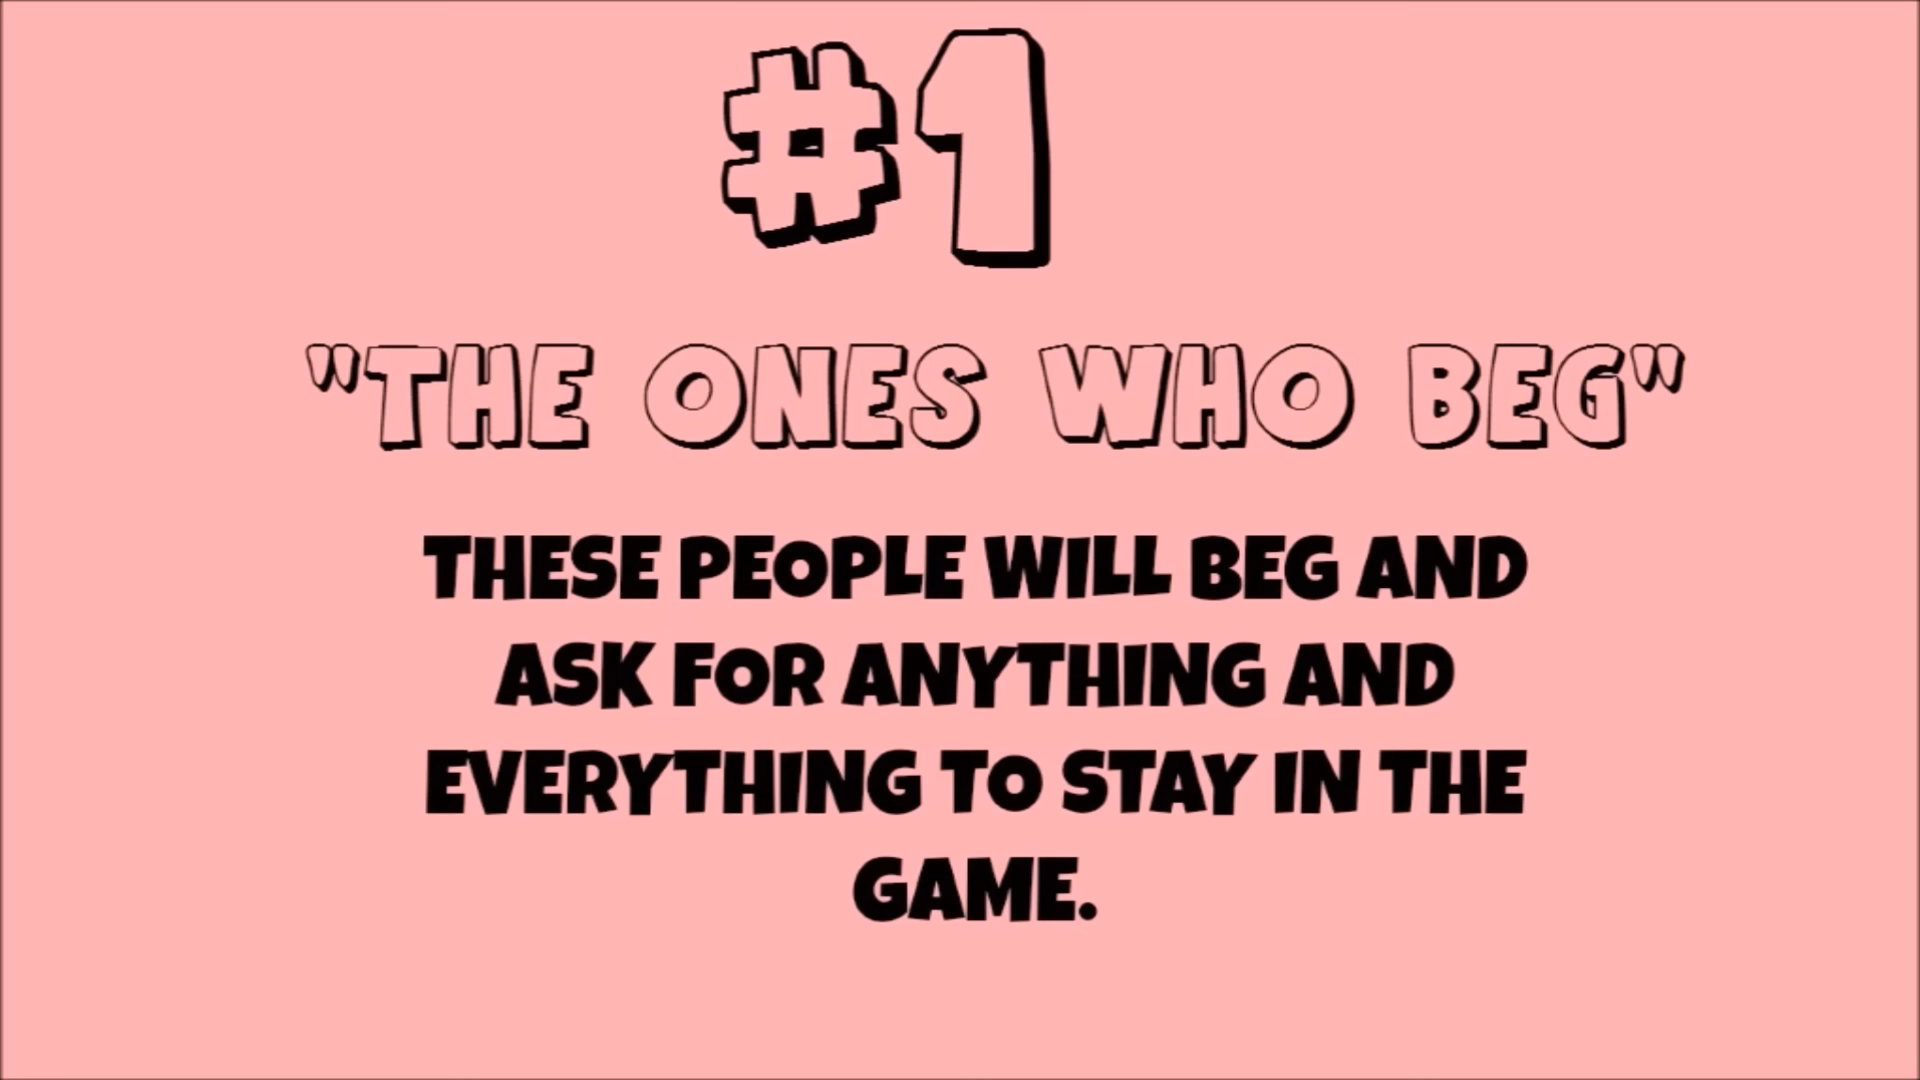 #1
"THE ONES WHO BEG"
THESE PEOPLE WILL BEG AND
ASK FOR ANYTHING AND
EVERYTHING TO STAY IN THE
GAME.